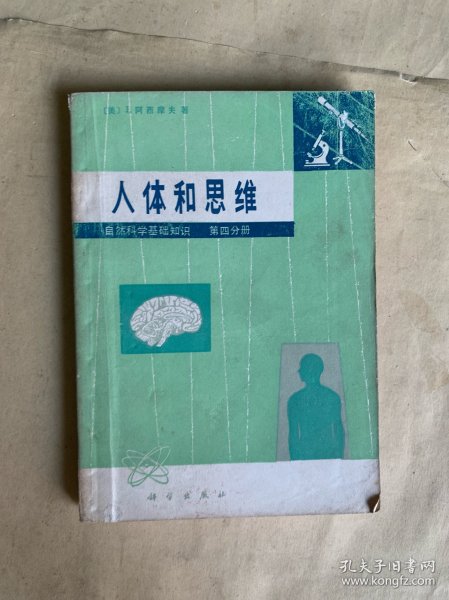 〔美〕I.阿西摩夫 著
人体和思维
自然科学基础知识 第四分册
科学出版社
孔夫子旧书网
www.kongfz.com